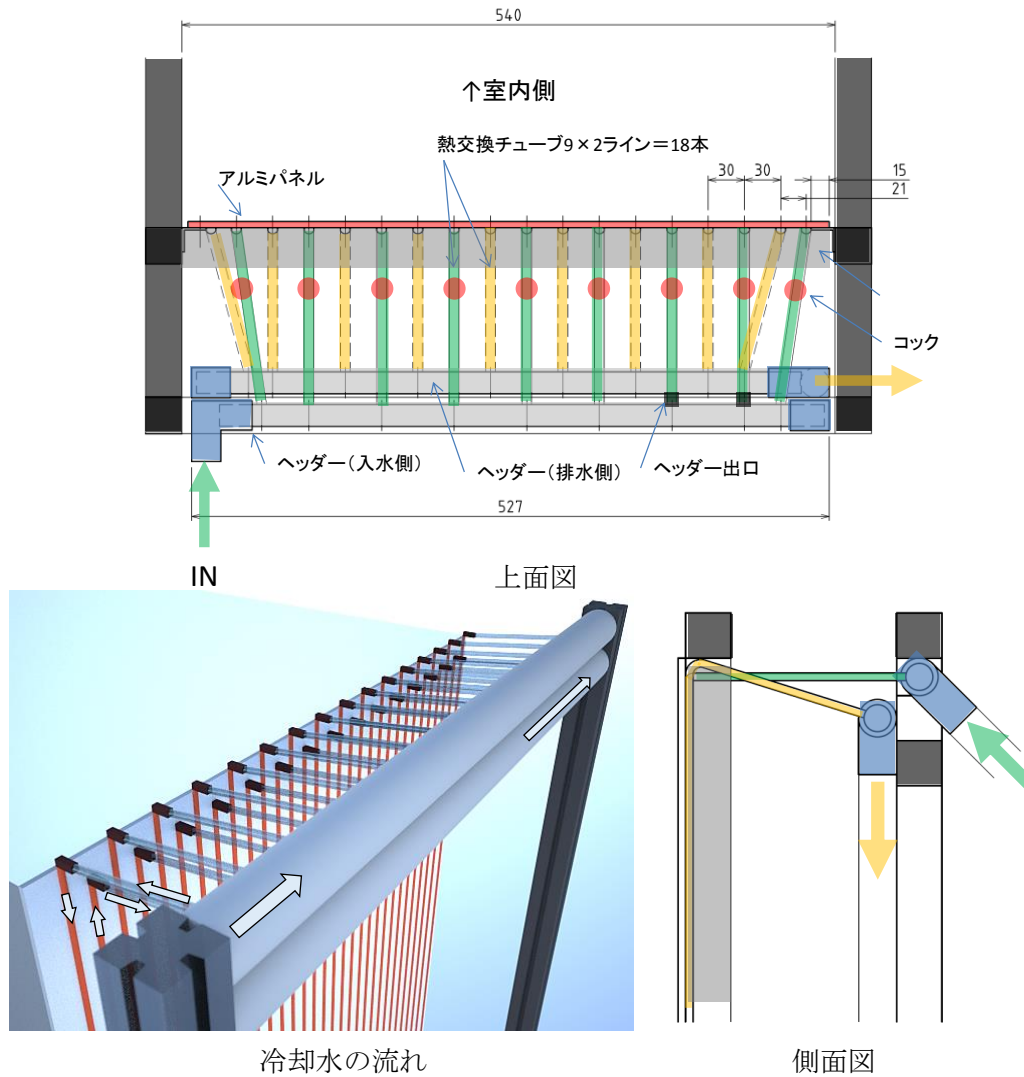 540
↑室内側
熱交換チューブ9×2ライン=18本
アルミパネル
30
30
15
21
コック
ヘッダー(入水側)
ヘッダー(排水側)
ヘッダー出口
527
IN
上面図
冷却水の流れ
側面図